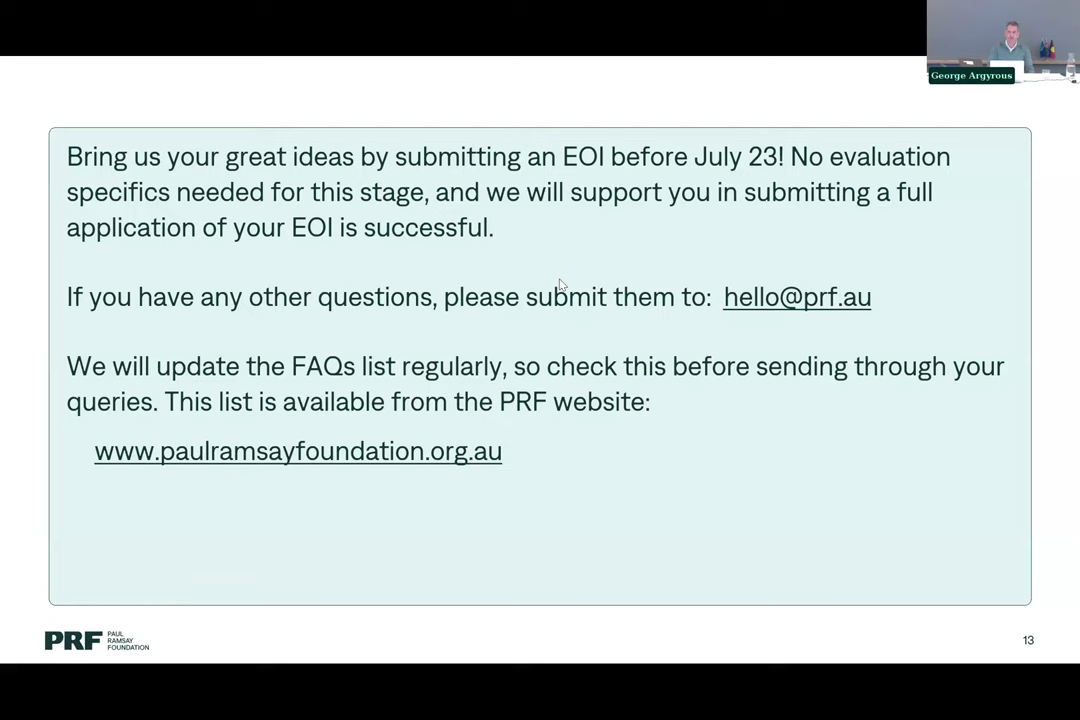 George Argyrous
Bring us your great ideas by submitting an EOI before July 23! No evaluation
specifics needed for this stage, and we will support you in submitting a full
application of your EOI is successful.
If you have any other questions, please submit them to: hello@prf.au
We will update the FAQs list regularly, so check this before sending through your
queries. This list is available from the PRF website:
www.paulramsayfoundation.org.au
PRF PAUL
RAMSAY
FOUNDATION
13